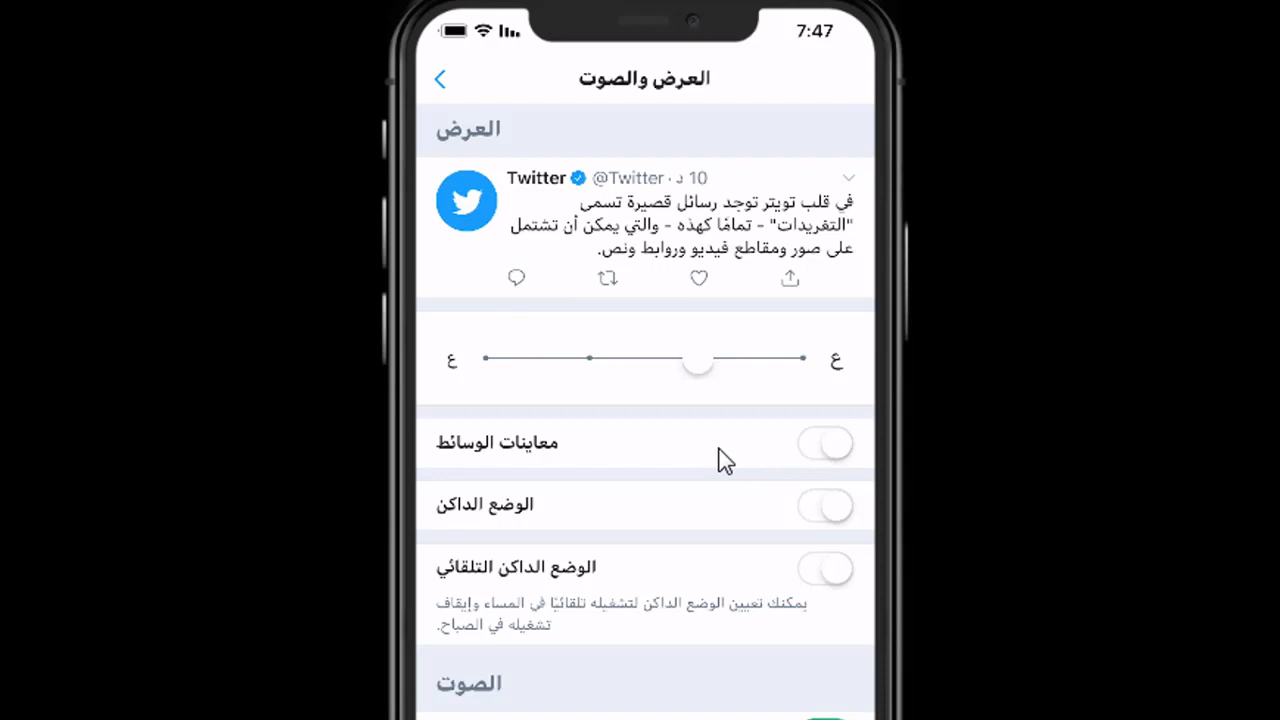 7:47
العرض والصوت
العرض
Twitter @Twitter · 10 د
في قلب تويتر توجد رسائل قصيرة تسمى
"التغريدات" - تمامًا كهذه - والتي يمكن أن تشتمل
على صور ومقاطع فيديو وروابط ونص.
ع ع
معاينات الوسائط
الوضع الداكن
الوضع الداكن التلقائي
يمكنك تعيين الوضع الداكن لتشغيله تلقائيًا في المساء وإيقاف
تشغيله في الصباح.
الصوت